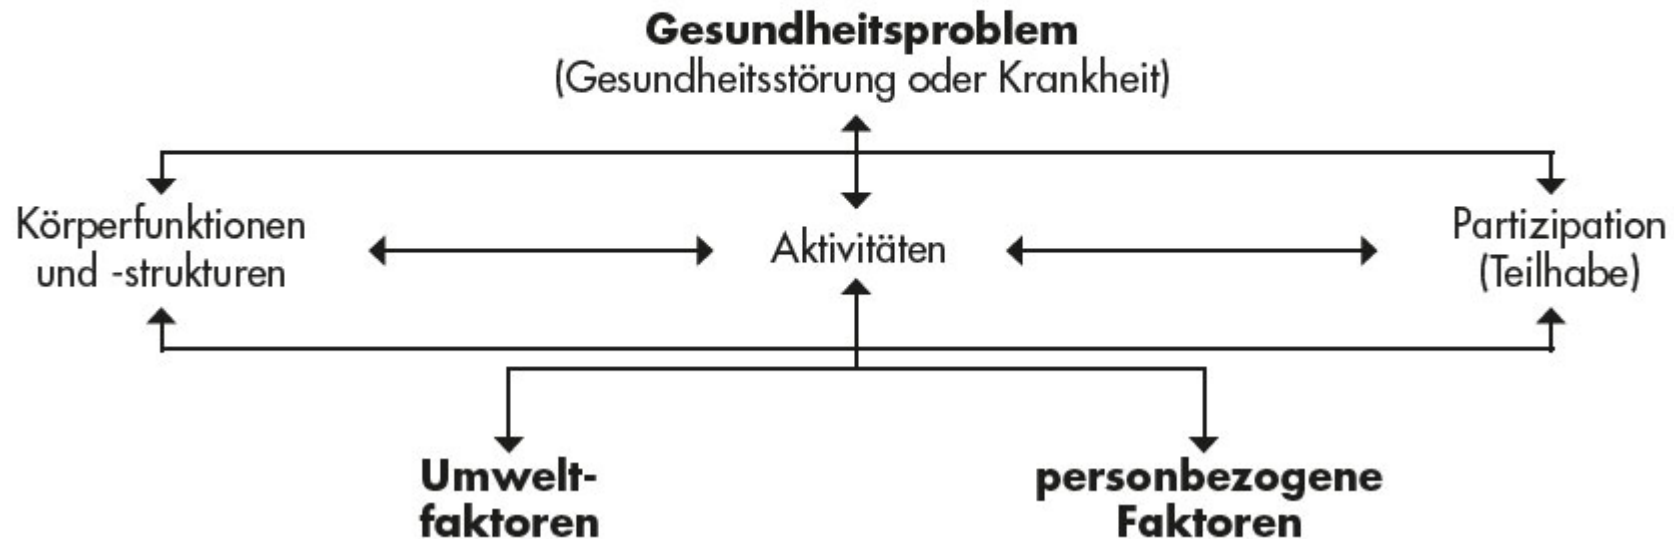 Gesundheitsproblem
(Gesundheitsstörung oder Krankheit)
Körperfunktionen
und -strukturen
Aktivitäten
Partizipation
(Teilhabe)
Umwelt-
faktoren
personbezogene
Faktoren